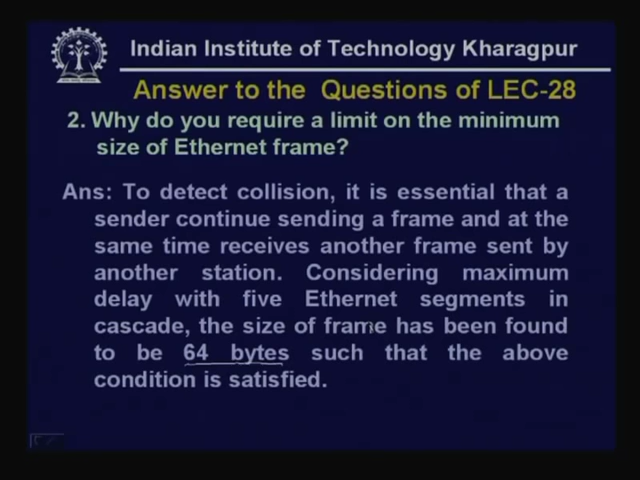 Indian Institute of Technology Kharagpur
Answer to the Questions of LEC-28
2. Why do you require a limit on the minimum
size of Ethernet frame?
Ans: To detect collision, it is essential that a
sender continue sending a frame and at the
same time receives another frame sent by
another station. Considering maximum
delay with five Ethernet segments in
cascade, the size of frame has been found
to be 64 bytes such that the above
condition is satisfied.